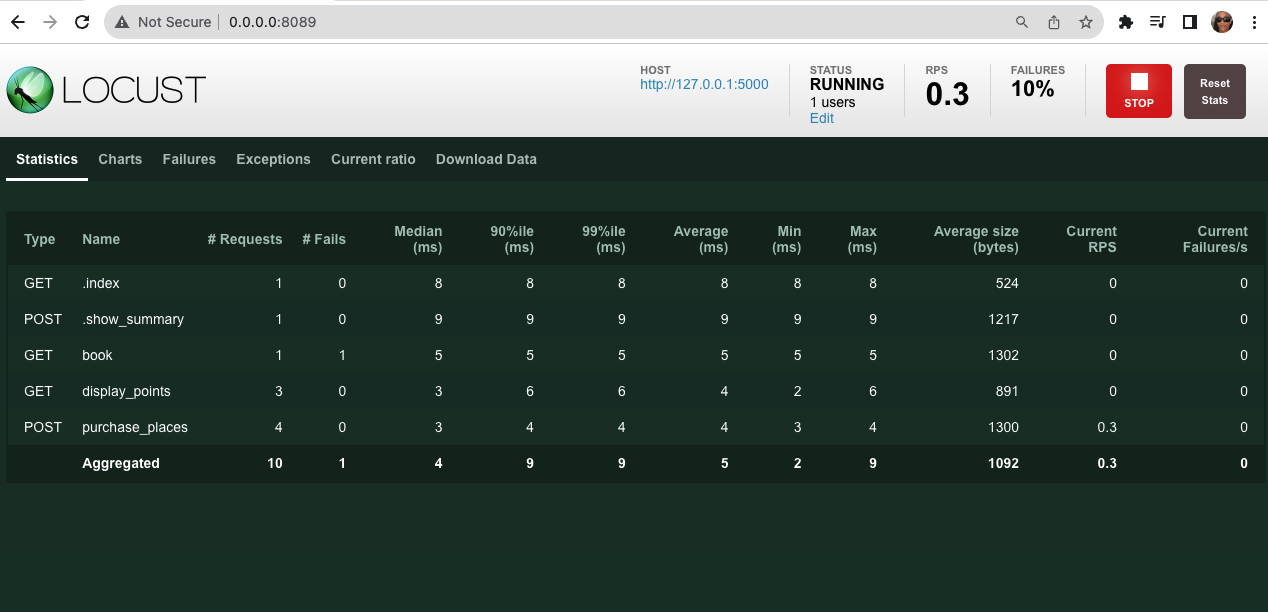 Not Secure 0.0.0.0:8089
LOCUST
HOST
http://127.0.0.1:5000
STATUS
RUNNING
1 users
Edit
RPS
0.3
FAILURES
10%
STOP
Reset
Stats
Statistics Charts Failures Exceptions Current ratio Download Data
Type Name # Requests # Fails Median (ms) 90%ile (ms) 99%ile (ms) Average (ms) Min (ms) Max (ms) Average size (bytes) Current RPS Current Failures/s
GET .index 1 0 8 8 8 8 8 8 524 0 0
POST .show_summary 1 0 9 9 9 9 9 9 1217 0 0
GET book 1 1 5 5 5 5 5 5 1302 0 0
GET display_points 3 0 3 6 6 4 2 6 891 0 0
POST purchase_places 4 0 3 4 4 4 3 4 1300 0.3 0
Aggregated 10 1 4 9 9 5 2 9 1092 0.3 0